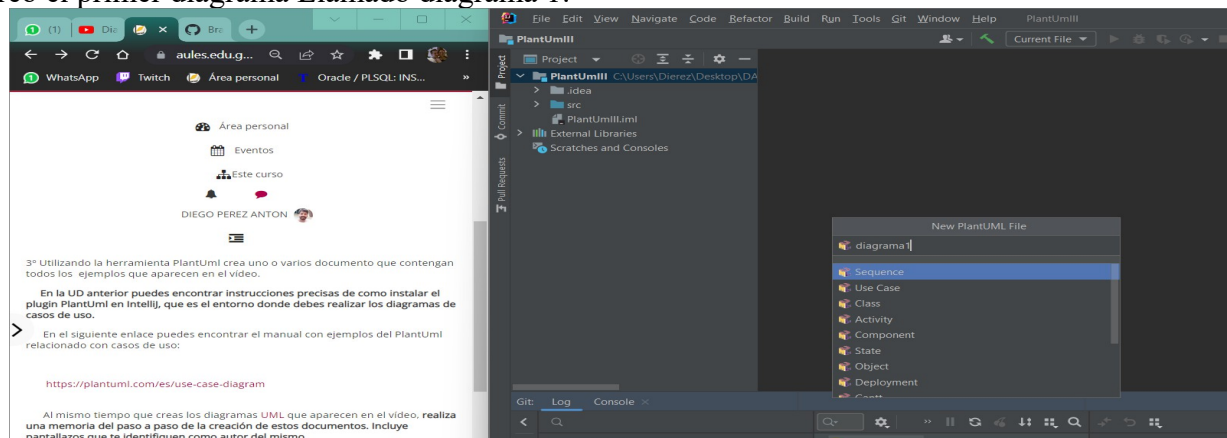 creo el primer diagrama Llamado diagrama 1.
(1) Dia Bra
aules.edu.g...
WhatsApp Twitch Área personal Oracle / PLSQL: INS... »
Área personal
Eventos
Este curso
DIEGO PEREZ ANTON
3º Utilizando la herramienta PlantUml crea uno o varios documento que contengan
todos los ejemplos que aparecen en el vídeo.
En la UD anterior puedes encontrar instrucciones precisas de como instalar el
plugin PlantUml en IntelliJ, que es el entorno donde debes realizar los diagramas de
casos de uso.
En el siguiente enlace puedes encontrar el manual con ejemplos del PlantUml
relacionado con casos de uso:
https://plantuml.com/es/use-case-diagram
Al mismo tiempo que creas los diagramas UML que aparecen en el vídeo, realiza
una memoria del paso a paso de la creación de estos documentos. Incluye
pantallazos que te identifiquen como autor del mismo
File Edit View Navigate Code Refactor Build Run Tools Git Window Help PlantUmlII
PlantUmlII
Current File
Project
Project
Commit
Pull Requests
PlantUmlII C:\Users\Dierez\Desktop\DA
.idea
src
PlantUmlII.iml
External Libraries
Scratches and Consoles
New PlantUML File
diagrama1
Sequence
Use Case
Class
Activity
Component
State
Object
Deployment
Gantt
Git: Log Console